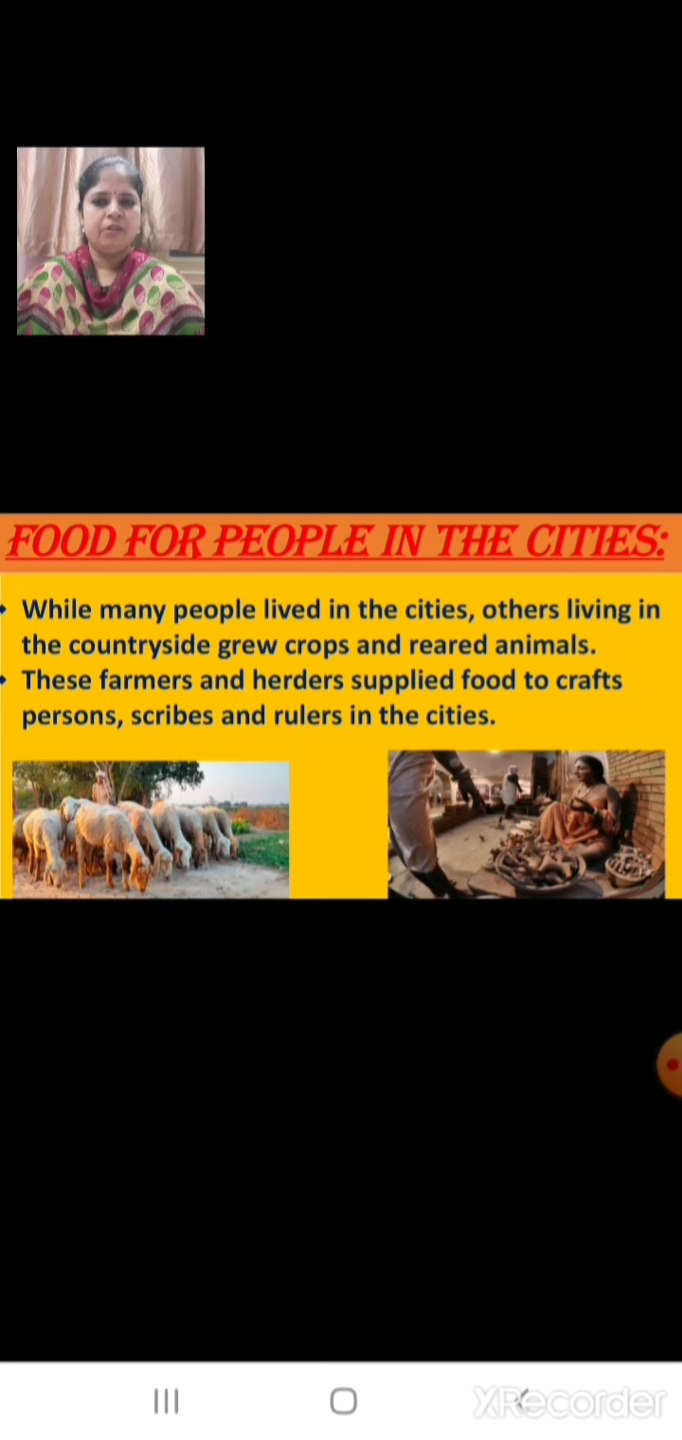 FOOD FOR PEOPLE IN THE CITIES:
While many people lived in the cities, others living in
the countryside grew crops and reared animals.
These farmers and herders supplied food to crafts
persons, scribes and rulers in the cities.
XRecorder